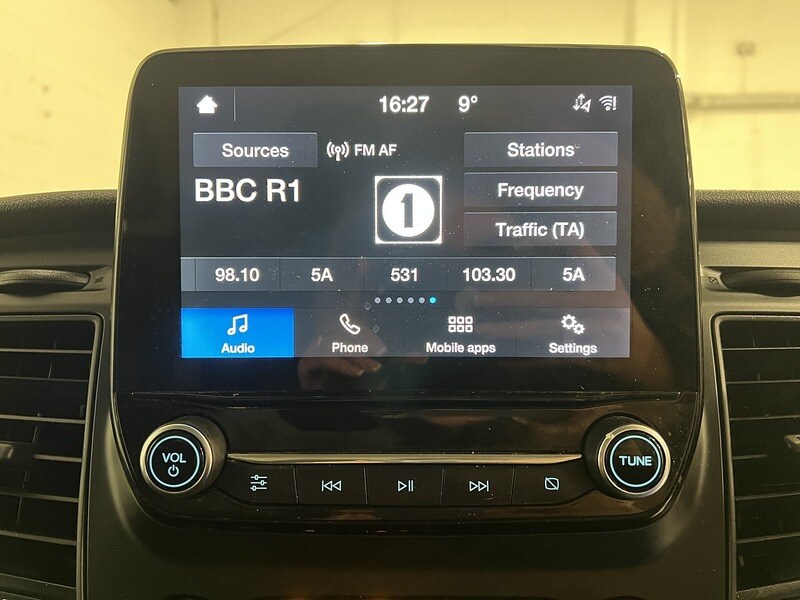 16:27 9°
Sources FM AF Stations
BBC R1 1 Frequency
Traffic (TA)
98.10 5A 531 103.30 5A
Audio Phone Mobile apps Settings
VOL TUNE